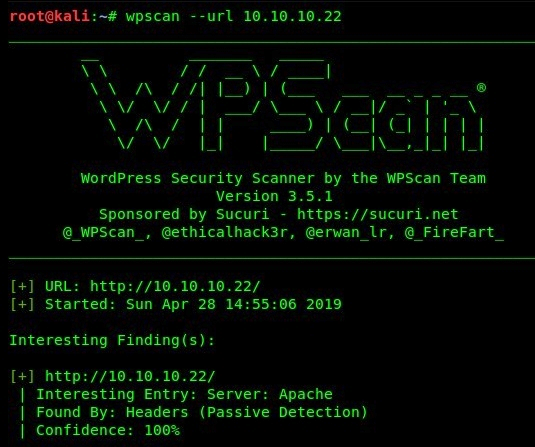 root@kali:~# wpscan --url 10.10.10.22
WPScan ®
WordPress Security Scanner by the WPScan Team
Version 3.5.1
Sponsored by Sucuri - https://sucuri.net
@_WPScan_, @ethicalhack3r, @erwan_lr, @_FireFart_
[+] URL: http://10.10.10.22/
[+] Started: Sun Apr 28 14:55:06 2019
Interesting Finding(s):
[+] http://10.10.10.22/
| Interesting Entry: Server: Apache
| Found By: Headers (Passive Detection)
| Confidence: 100%